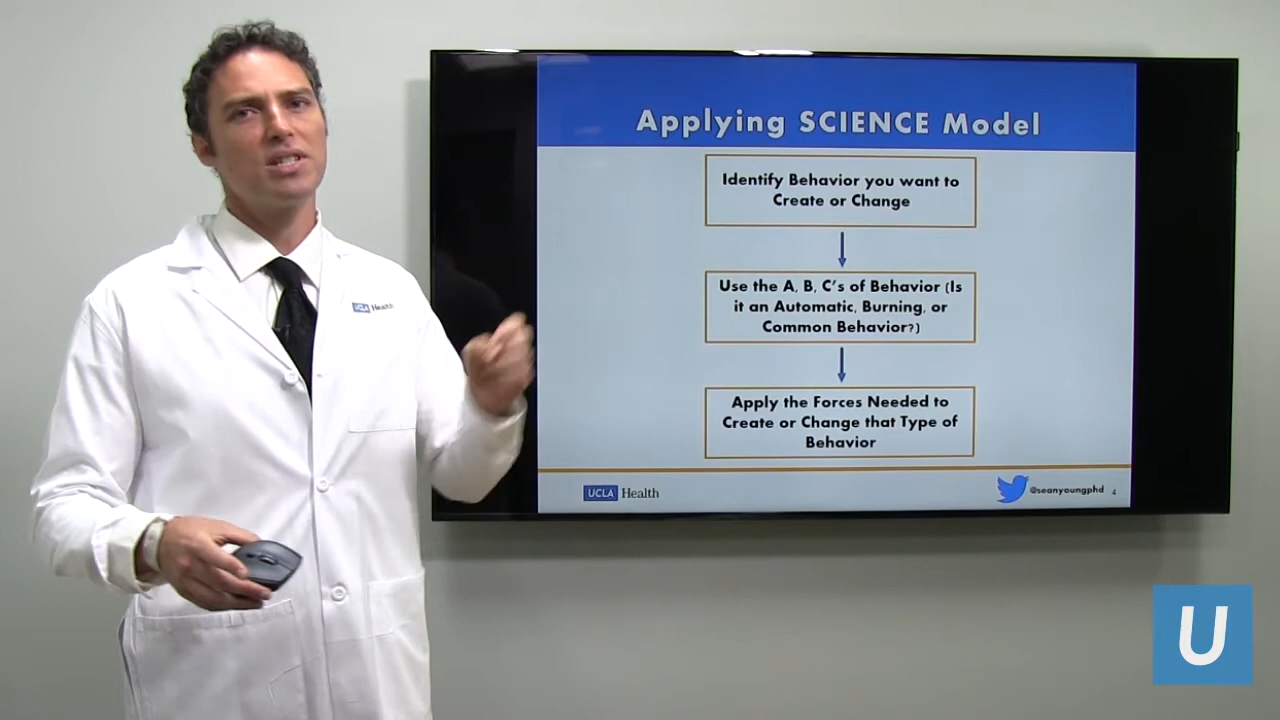 Applying SCIENCE Model
Identify Behavior you want to
Create or Change
Use the A, B, C's of Behavior (Is
it an Automatic, Burning, or
Common Behavior?)
Apply the Forces Needed to
Create or Change that Type of
Behavior
UCLA Health
@seanyoungphd 4
UCLA Health
U